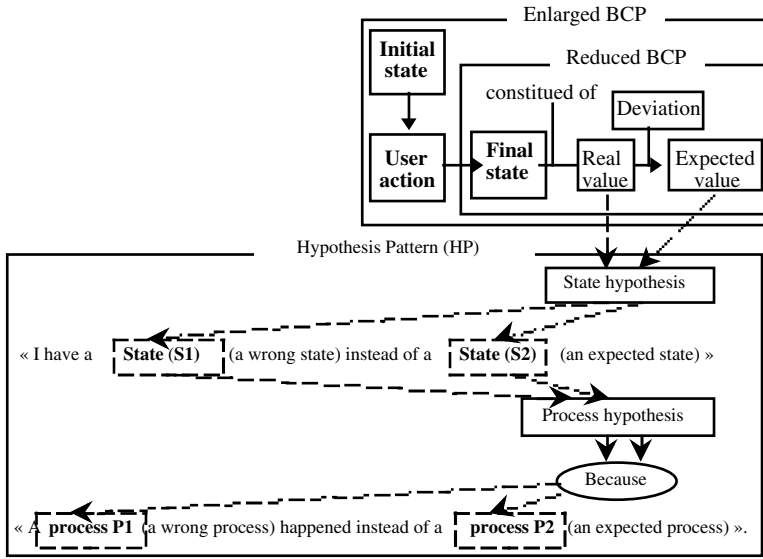 Enlarged BCP
Initial
state
Reduced BCP
constitued of
Deviation
User
action
Final
state
Real
value
Expected
value
Hypothesis Pattern (HP)
State hypothesis
« I have a State (S1) (a wrong state) instead of a State (S2) (an expected state) »
Process hypothesis
Because
« A process P1 (a wrong process) happened instead of a process P2 (an expected process) ».